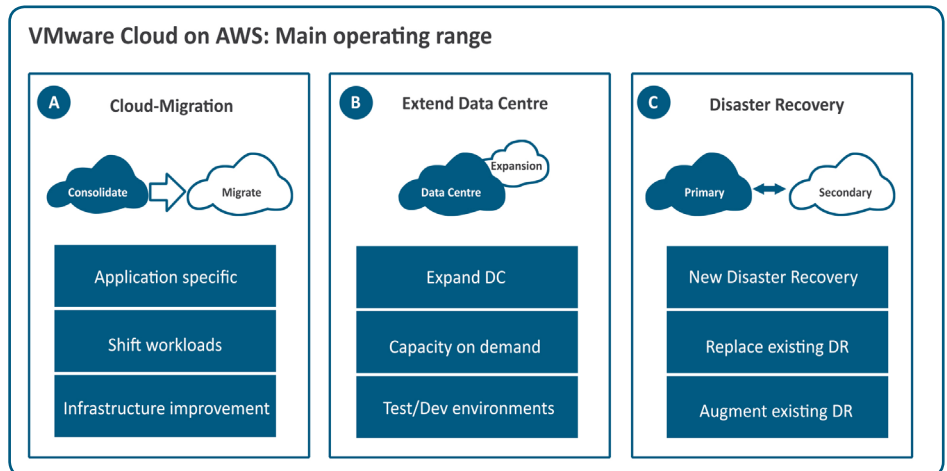 VMware Cloud on AWS: Main operating range
A
Cloud-Migration
Consolidate
Migrate
Application specific
Shift workloads
Infrastructure improvement
B
Extend Data Centre
Expansion
Data Centre
Expand DC
Capacity on demand
Test/Dev environments
C
Disaster Recovery
Primary
Secondary
New Disaster Recovery
Replace existing DR
Augment existing DR